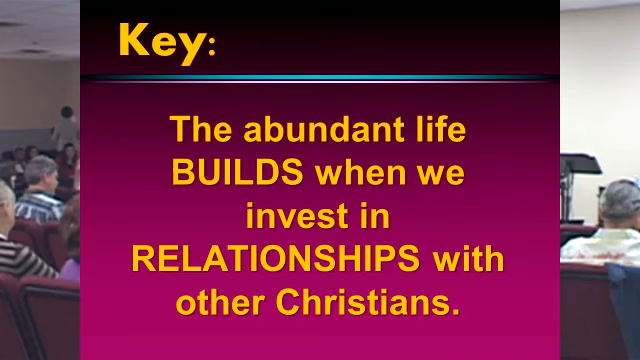 Key:
The abundant life
BUILDS when we
invest in
RELATIONSHIPS with
other Christians.